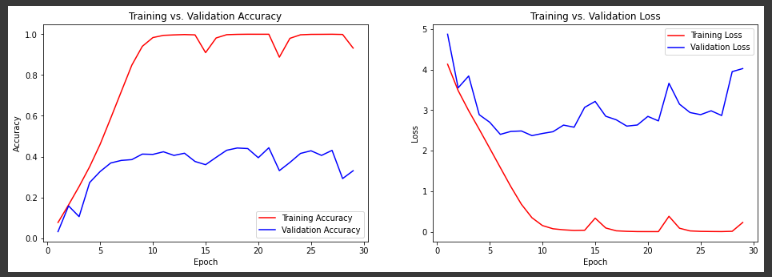 Training vs. Validation Accuracy
1.0
0.8
0.6
0.4
0.2
0.0
Accuracy
Training Accuracy
Validation Accuracy
0 5 10 15 20 25 30
Epoch
Training vs. Validation Loss
5
4
3
2
1
0
Loss
Training Loss
Validation Loss
0 5 10 15 20 25 30
Epoch